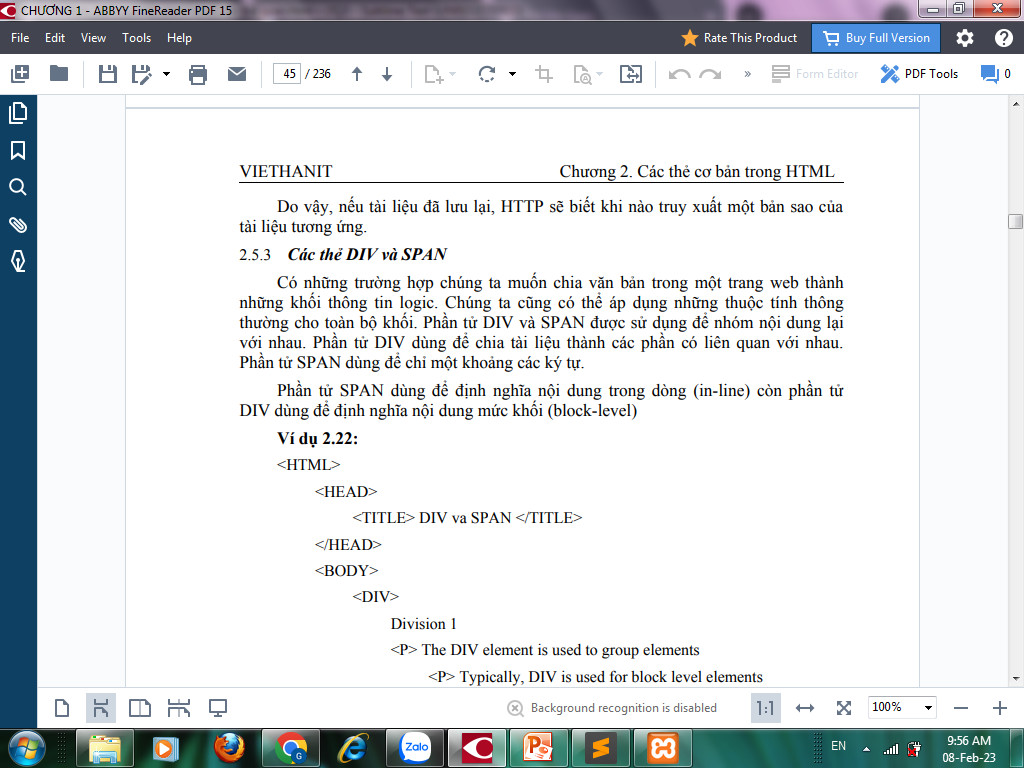 CHƯƠNG 1 - ABBYY FineReader PDF 15
File Edit View Tools Help
Rate This Product
Buy Full Version
45 / 236
» Form Editor
PDF Tools
0
VIETHANIT Chương 2. Các thẻ cơ bản trong HTML
Do vậy, nếu tài liệu đã lưu lại, HTTP sẽ biết khi nào truy xuất một bản sao của
tài liệu tương ứng.
2.5.3 Các thẻ DIV và SPAN
Có những trường hợp chúng ta muốn chia văn bản trong một trang web thành
những khối thông tin logic. Chúng ta cũng có thể áp dụng những thuộc tính thông
thường cho toàn bộ khối. Phần tử DIV và SPAN được sử dụng để nhóm nội dung lại
với nhau. Phần tử DIV dùng để chia tài liệu thành các phần có liên quan với nhau.
Phần tử SPAN dùng để chỉ một khoảng các ký tự.
Phần tử SPAN dùng để định nghĩa nội dung trong dòng (in-line) còn phần tử
DIV dùng để định nghĩa nội dung mức khối (block-level)
Ví dụ 2.22:
<HTML>
<HEAD>
<TITLE> DIV va SPAN </TITLE>
</HEAD>
<BODY>
<DIV>
Division 1
<P> The DIV element is used to group elements
<P> Typically, DIV is used for block level elements
Background recognition is disabled
1:1
100%
Zalo
EN
9:56 AM
08-Feb-23